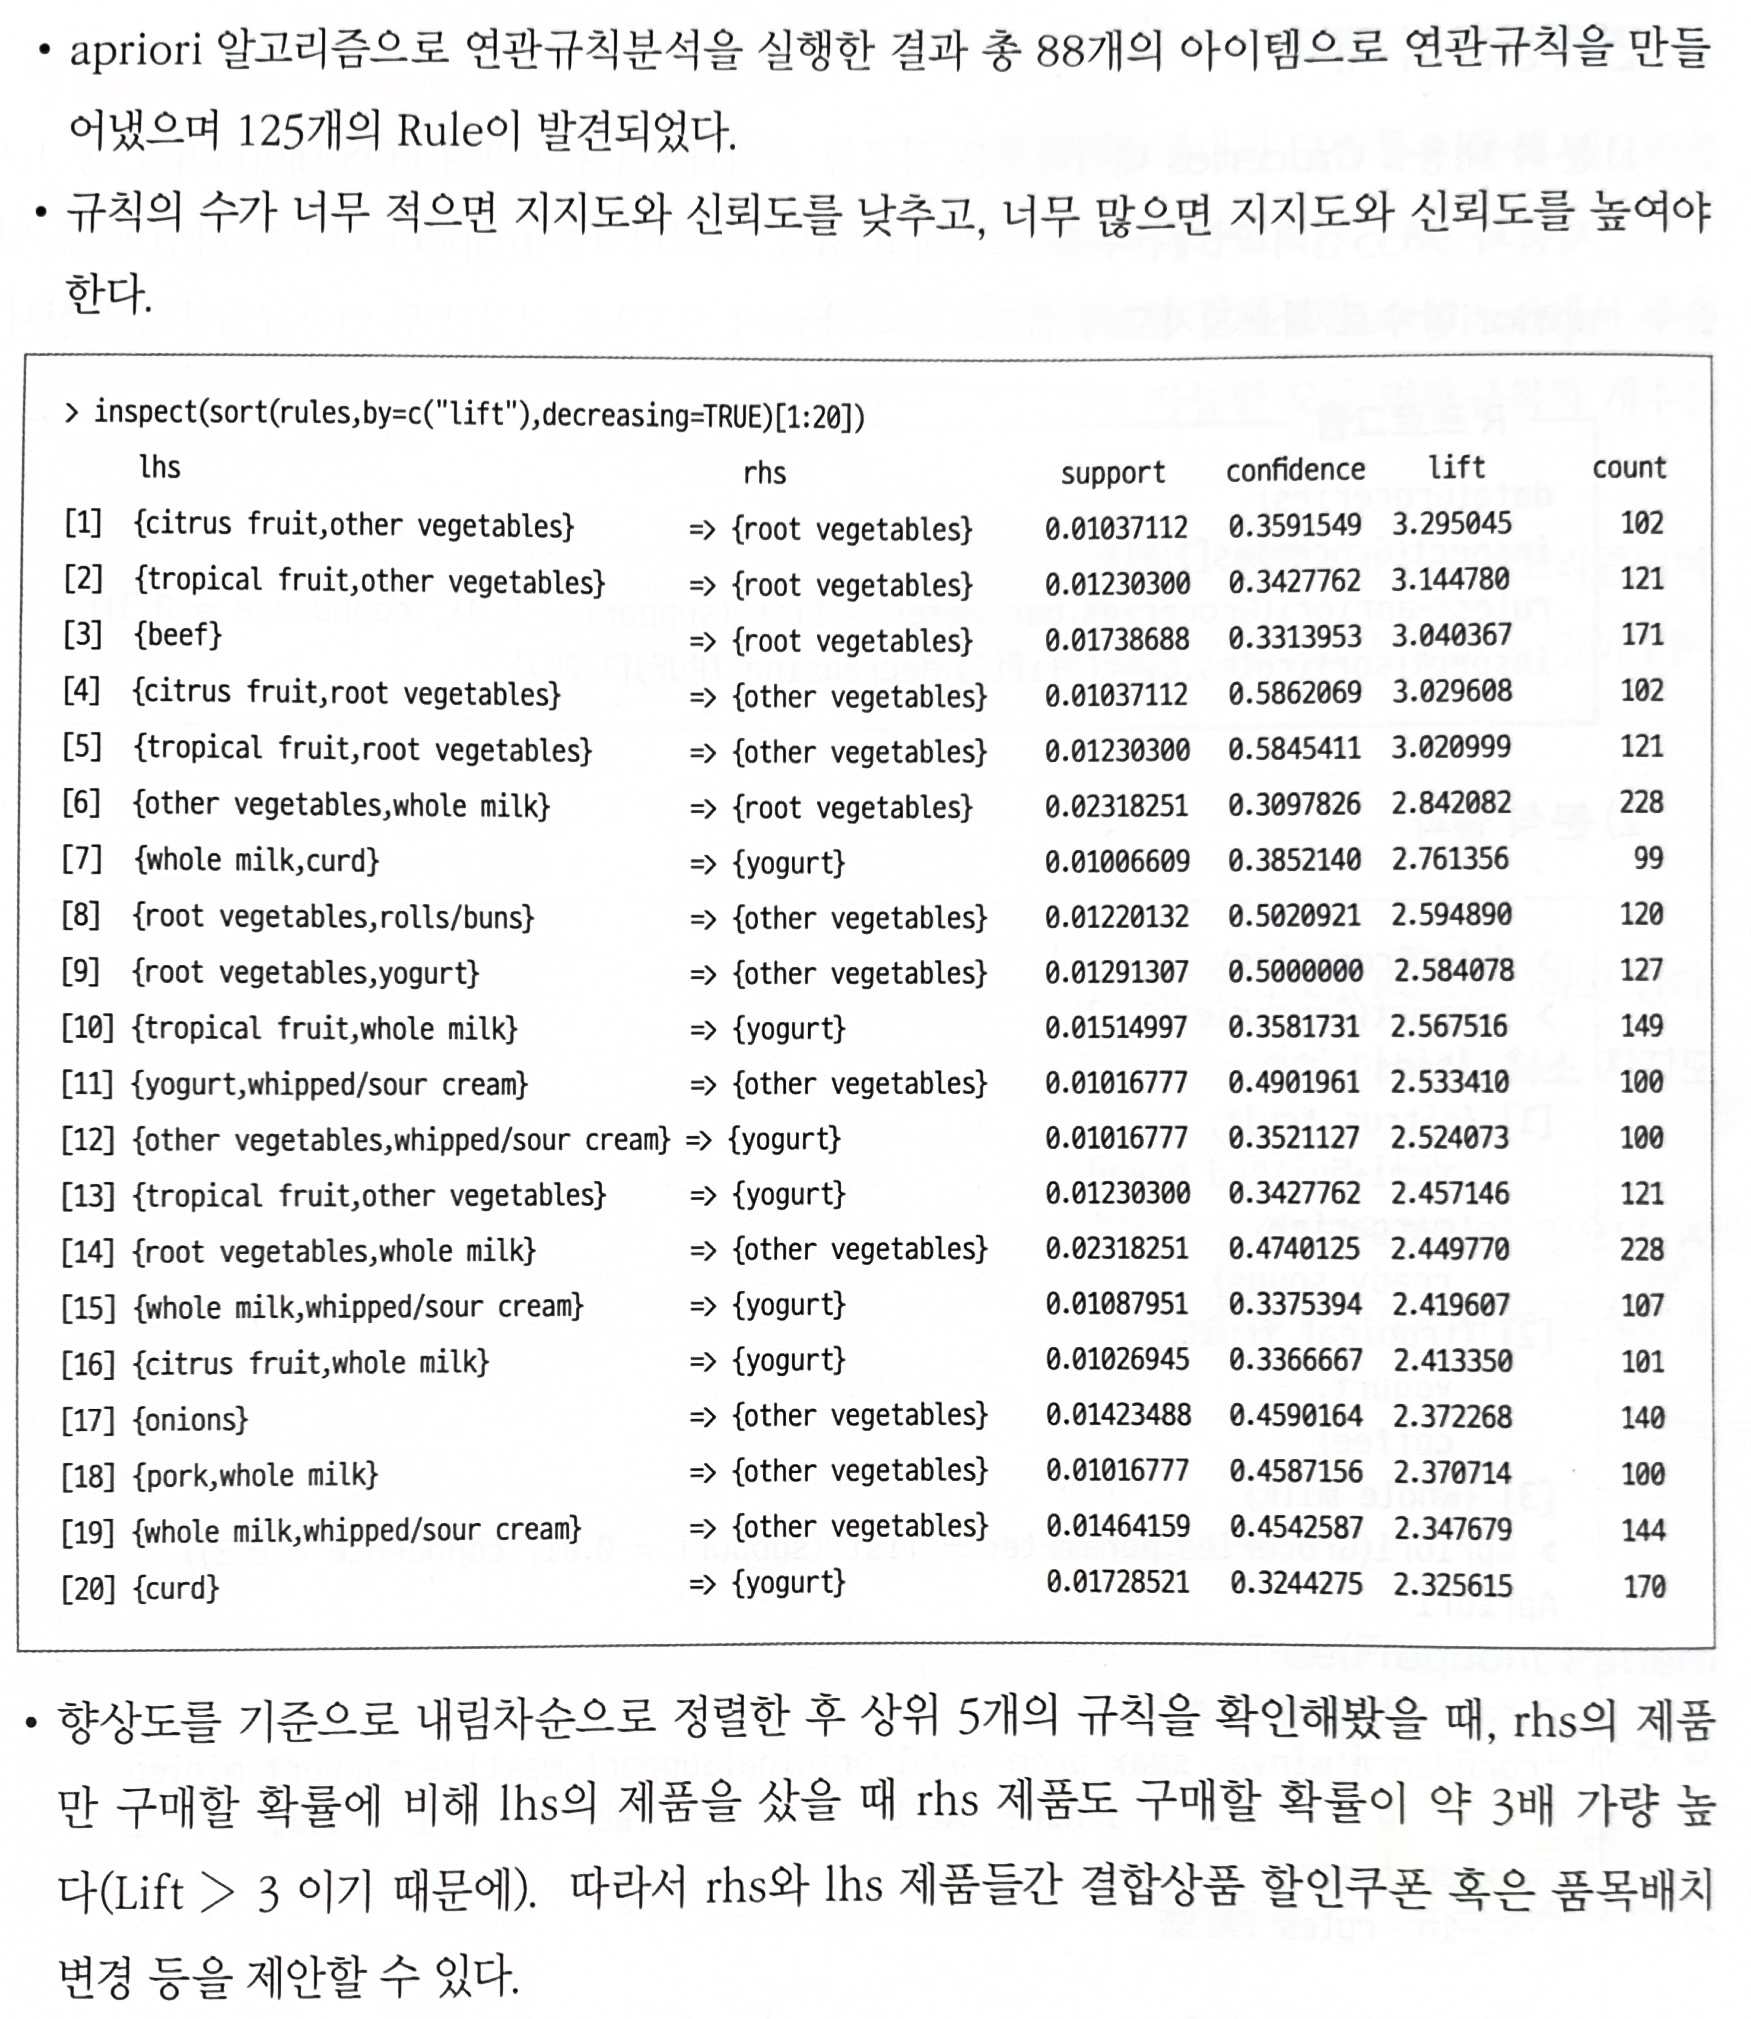 • apriori 알고리즘으로 연관규칙분석을 실행한 결과 총 88개의 아이템으로 연관규칙을 만들
어냈으며 125개의 Rule이 발견되었다.
• 규칙의 수가 너무 적으면 지지도와 신뢰도를 낮추고, 너무 많으면 지지도와 신뢰도를 높여야
한다.
> inspect(sort(rules,by=c("lift"),decreasing=TRUE)[1:20])
lhs rhs support confidence lift count
[1] {citrus fruit,other vegetables} => {root vegetables} 0.01037112 0.3591549 3.295045 102
[2] {tropical fruit,other vegetables} => {root vegetables} 0.01230300 0.3427762 3.144780 121
[3] {beef} => {root vegetables} 0.01738688 0.3313953 3.040367 171
[4] {citrus fruit,root vegetables} => {other vegetables} 0.01037112 0.5862069 3.029608 102
[5] {tropical fruit,root vegetables} => {other vegetables} 0.01230300 0.5845411 3.020999 121
[6] {other vegetables,whole milk} => {root vegetables} 0.02318251 0.3097826 2.842082 228
[7] {whole milk,curd} => {yogurt} 0.01006609 0.3852140 2.761356 99
[8] {root vegetables,rolls/buns} => {other vegetables} 0.01220132 0.5020921 2.594890 120
[9] {root vegetables,yogurt} => {other vegetables} 0.01291307 0.5000000 2.584078 127
[10] {tropical fruit,whole milk} => {yogurt} 0.01514997 0.3581731 2.567516 149
[11] {yogurt,whipped/sour cream} => {other vegetables} 0.01016777 0.4901961 2.533410 100
[12] {other vegetables,whipped/sour cream} => {yogurt} 0.01016777 0.3521127 2.524073 100
[13] {tropical fruit,other vegetables} => {yogurt} 0.01230300 0.3427762 2.457146 121
[14] {root vegetables,whole milk} => {other vegetables} 0.02318251 0.4740125 2.449770 228
[15] {whole milk,whipped/sour cream} => {yogurt} 0.01087951 0.3375394 2.419607 107
[16] {citrus fruit,whole milk} => {yogurt} 0.01026945 0.3366667 2.413350 101
[17] {onions} => {other vegetables} 0.01423488 0.4590164 2.372268 140
[18] {pork,whole milk} => {other vegetables} 0.01016777 0.4587156 2.370714 100
[19] {whole milk,whipped/sour cream} => {other vegetables} 0.01464159 0.4542587 2.347679 144
[20] {curd} => {yogurt} 0.01728521 0.3244275 2.325615 170
• 향상도를 기준으로 내림차순으로 정렬한 후 상위 5개의 규칙을 확인해봤을 때, rhs의 제품
만 구매할 확률에 비해 lhs의 제품을 샀을 때 rhs 제품도 구매할 확률이 약 3배 가량 높
다(Lift > 3 이기 때문에). 따라서 rhs와 lhs 제품들간 결합상품 할인쿠폰 혹은 품목배치
변경 등을 제안할 수 있다.